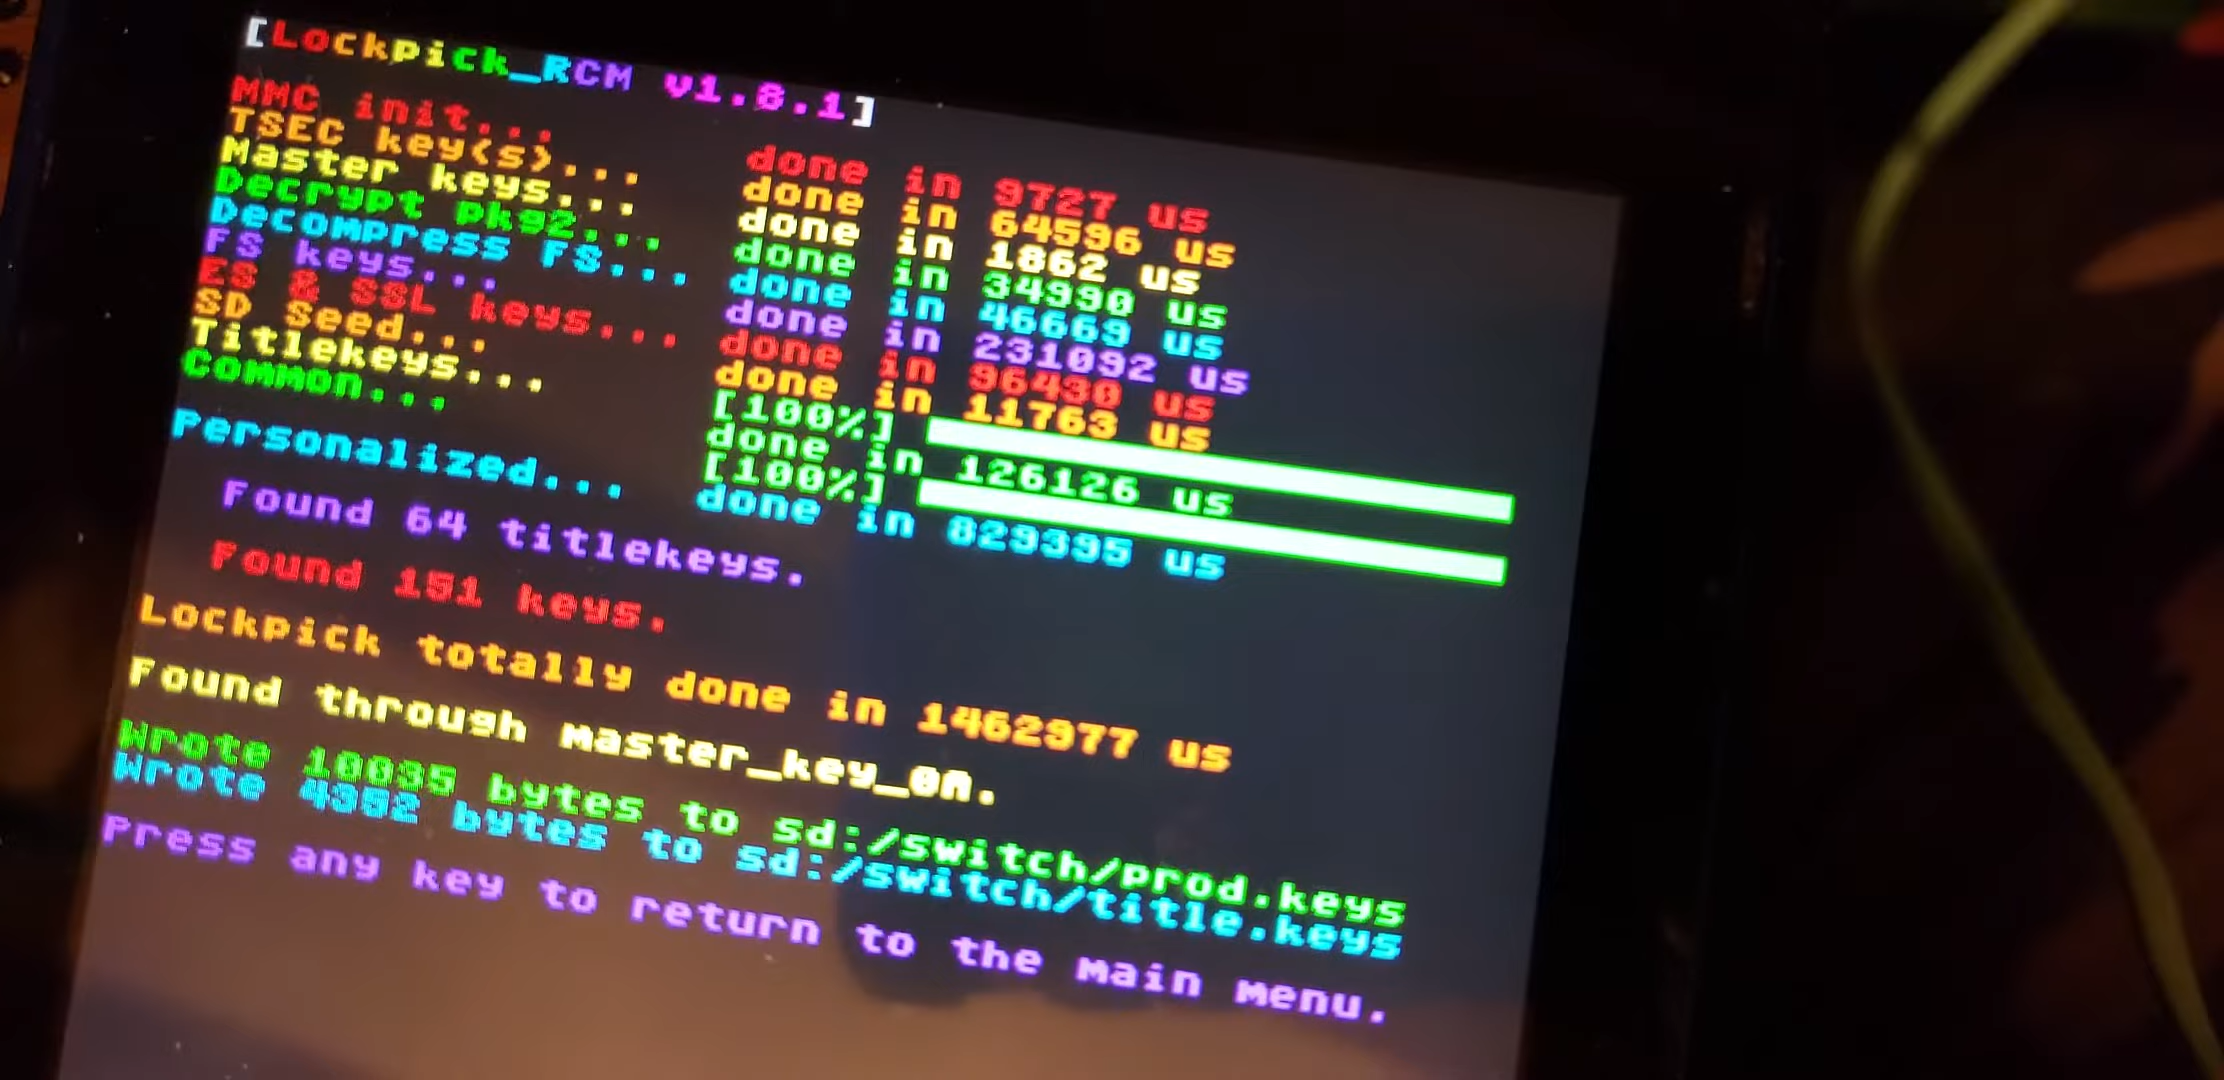 [Lockpick_RCM v1.8.1]
MMC init... done in 9727 us
TSEC key(s)... done in 64596 us
Master keys... done in 1862 us
Decrypt pkg2... done in 34990 us
Decompress FS... done in 46669 us
FS keys... done in 231092 us
ES & SSL keys... done in 96430 us
SD Seed... done in 11763 us
Titlekeys... [100%]
Common... done in 126126 us
[100%]
Personalized... done in 829395 us
Found 64 titlekeys.
Found 151 keys.
Lockpick totally done in 1462977 us
Found through master_key_0A.
Wrote 10035 bytes to sd:/switch/prod.keys
Wrote 4352 bytes to sd:/switch/title.keys
Press any key to return to the main menu.